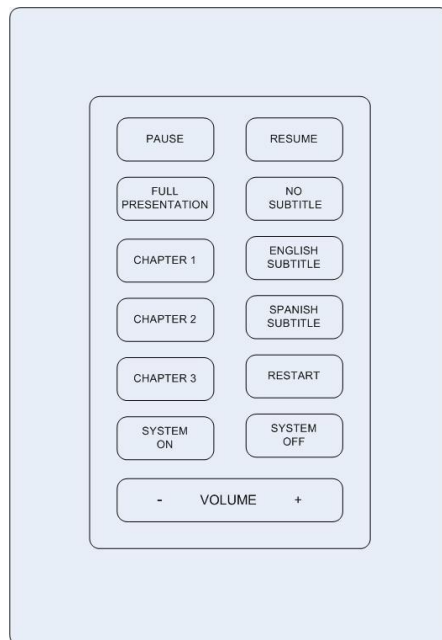 PAUSE
RESUME
FULL
PRESENTATION
NO
SUBTITLE
CHAPTER 1
ENGLISH
SUBTITLE
CHAPTER 2
SPANISH
SUBTITLE
CHAPTER 3
RESTART
SYSTEM
ON
SYSTEM
OFF
- VOLUME +